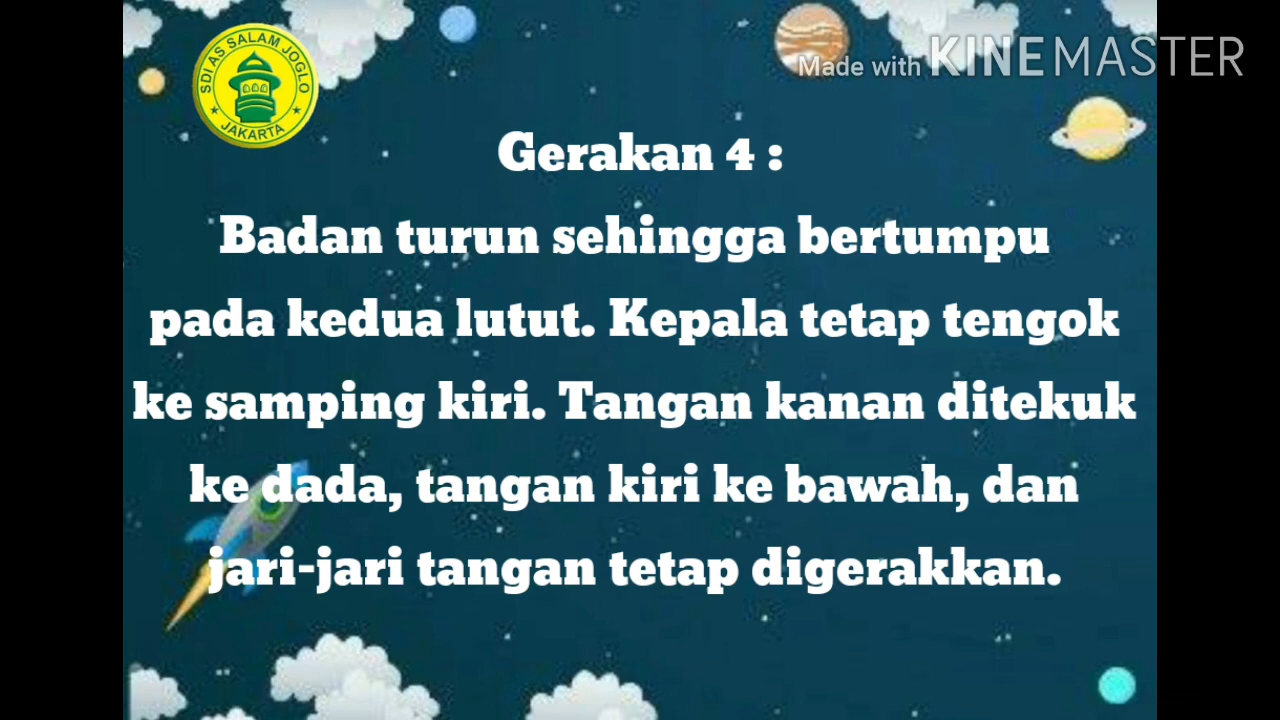 SDI AS SALAM JOGLO
JAKARTA
Made with KINEMASTER
Gerakan 4 :
Badan turun sehingga bertumpu
pada kedua lutut. Kepala tetap tengok
ke samping kiri. Tangan kanan ditekuk
ke dada, tangan kiri ke bawah, dan
jari-jari tangan tetap digerakkan.